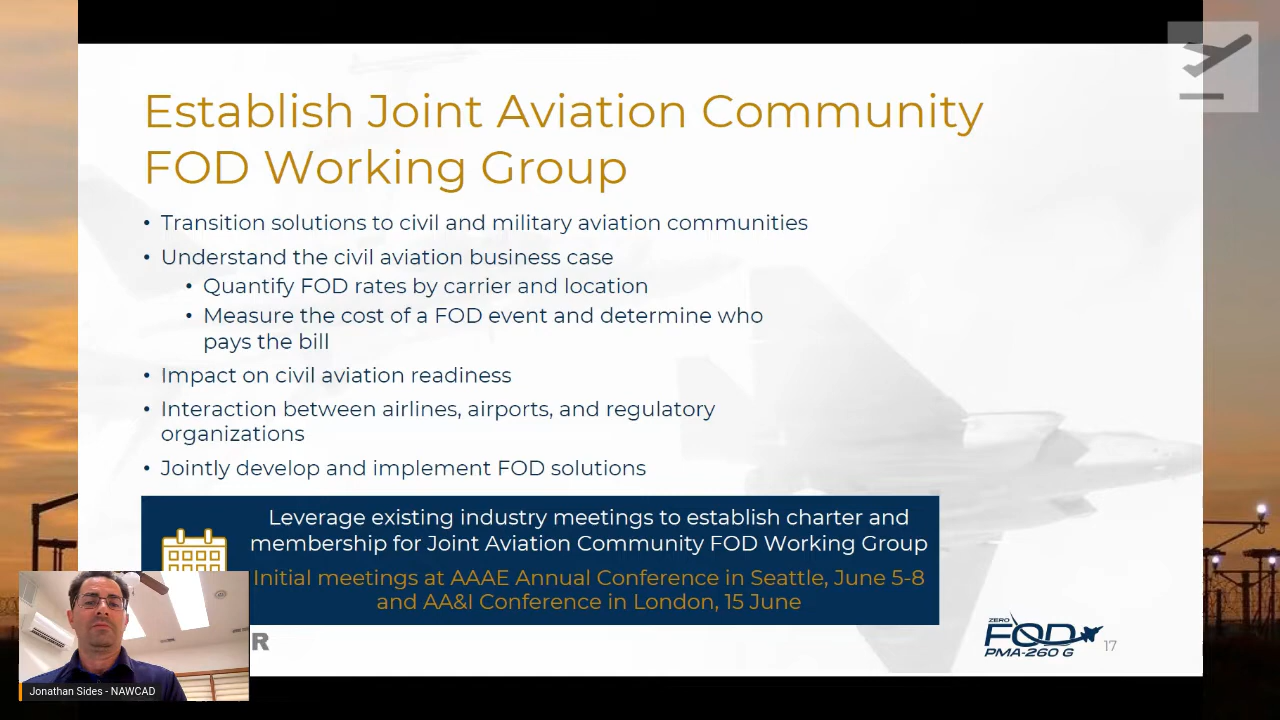 Establish Joint Aviation Community
FOD Working Group
• Transition solutions to civil and military aviation communities
• Understand the civil aviation business case
• Quantify FOD rates by carrier and location
• Measure the cost of a FOD event and determine who
pays the bill
• Impact on civil aviation readiness
• Interaction between airlines, airports, and regulatory
organizations
• Jointly develop and implement FOD solutions
Leverage existing industry meetings to establish charter and
membership for Joint Aviation Community FOD Working Group
Initial meetings at AAAE Annual Conference in Seattle, June 5-8
and AA&I Conference in London, 15 June
R
ZERO
FOD
PMA-260 G
17
Jonathan Sides - NAWCAD